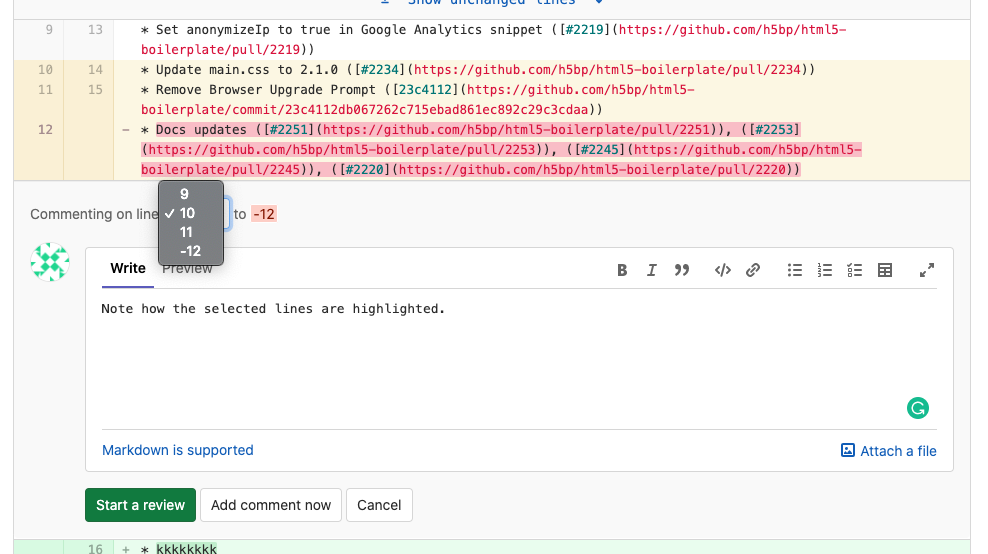 Show unchanged lines
9 13 * Set anonymizeIp to true in Google Analytics snippet ([#2219](https://github.com/h5bp/html5-
boilerplate/pull/2219))
10 14 * Update main.css to 2.1.0 ([#2234](https://github.com/h5bp/html5-boilerplate/pull/2234))
11 15 * Remove Browser Upgrade Prompt ([23c4112](https://github.com/h5bp/html5-
boilerplate/commit/23c4112db067262c715ebad861ec892c29c3cdaa))
12 - * Docs updates ([#2251](https://github.com/h5bp/html5-boilerplate/pull/2251)), ([#2253]
(https://github.com/h5bp/html5-boilerplate/pull/2253)), ([#2245](https://github.com/h5bp/html5-
boilerplate/pull/2245)), ([#2220](https://github.com/h5bp/html5-boilerplate/pull/2220))
9
Commenting on line ✓ 10 to -12
11
-12
Write Preview
Note how the selected lines are highlighted.
Markdown is supported Attach a file
Start a review Add comment now Cancel
16 + * kkkkkkkk